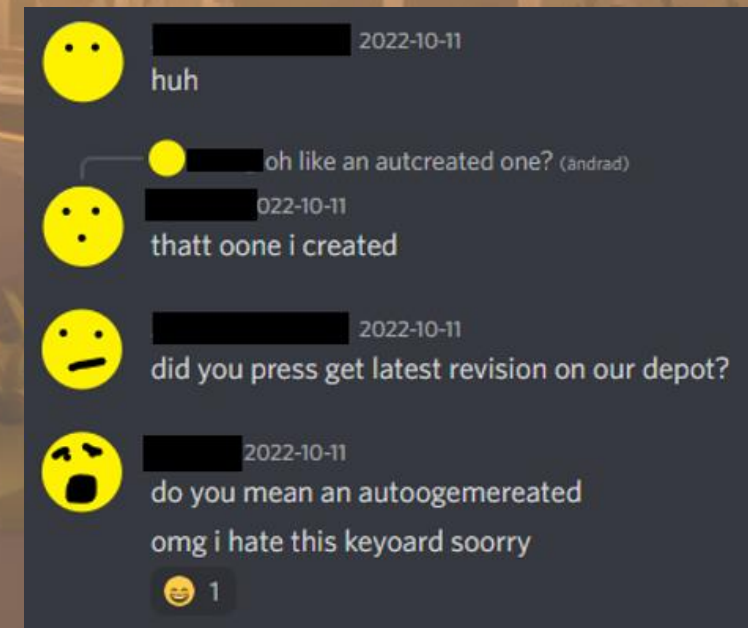 2022-10-11
huh
oh like an autcreated one? (ändrad)
022-10-11
thatt oone i created
2022-10-11
did you press get latest revision on our depot?
2022-10-11
do you mean an autoogemereated
omg i hate this keyoard soorry
1